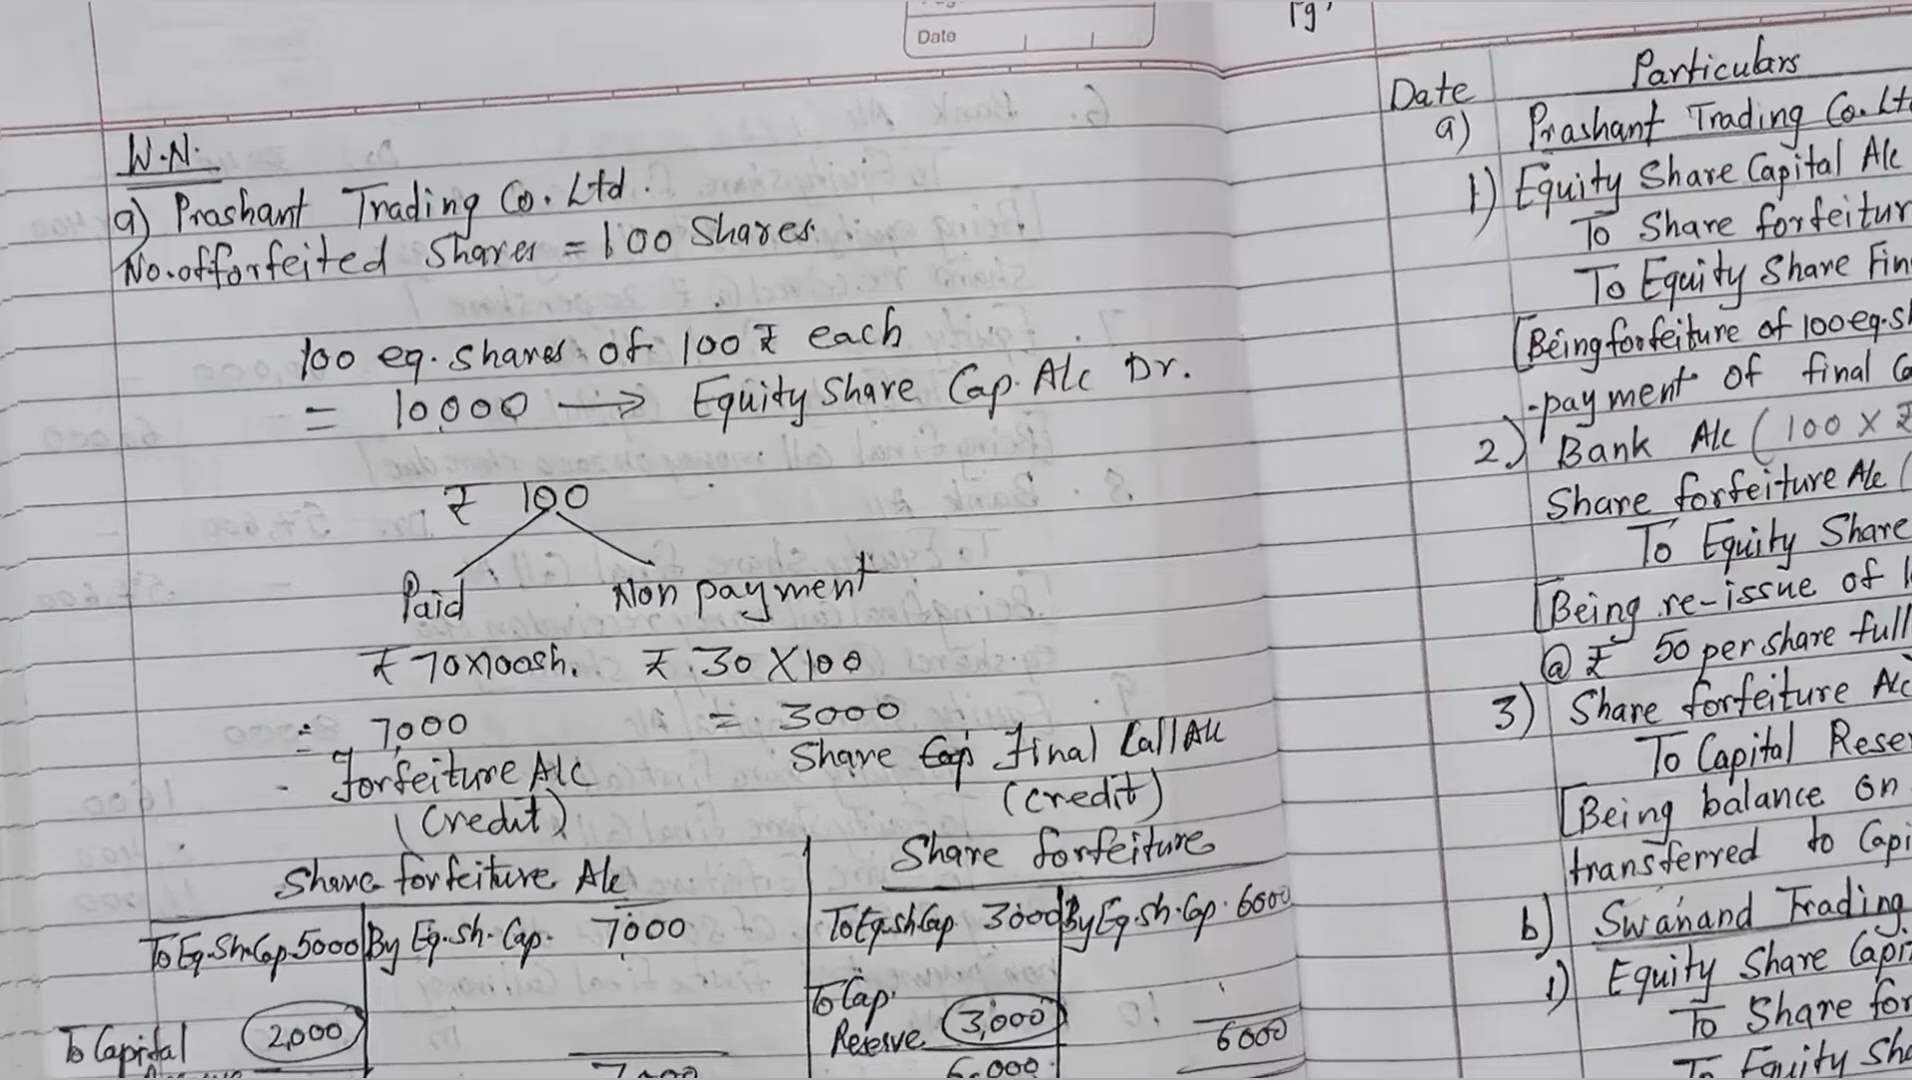 Date
W.N.
a) Prashant Trading Co. Ltd.
No. of forfeited Shares = 100 Shares.
100 eq. shares of 100 ₹ each
= 10,000 → Equity Share Cap. A/c Dr.
₹ 100
Paid Non payment
₹ 70x100sh. ₹ 30 X 100
= 7000 = 3000
forfeiture A/c Share final Call A/c
(Credit) (credit)
Share forfeiture A/c
To Eq. Sh. Cap. 5000 By Eq. Sh. Cap. 7000
To Capital 2,000
Share forfeiture
To Eq. sh Cap. 3000 By Eq. Sh. Cap. 6000
To Cap.
Reserve 3,000
6,000 6000
Date Particulars
a) Prashant Trading Co. Lt
1) Equity Share Capital A/c
To Share forfeitur
To Equity Share Fin
[Being forfeiture of 100 eq. s
-payment of final
2) Bank A/c (100 X
Share forfeiture A/c (
To Equity Share
[Being re-issue of
@ ₹ 50 per share full
3) Share forfeiture A/c
To Capital Reser
[Being balance on
transferred to Capi
b) Swanand Trading
1) Equity Share Capi
To Share for
To Equity Sh